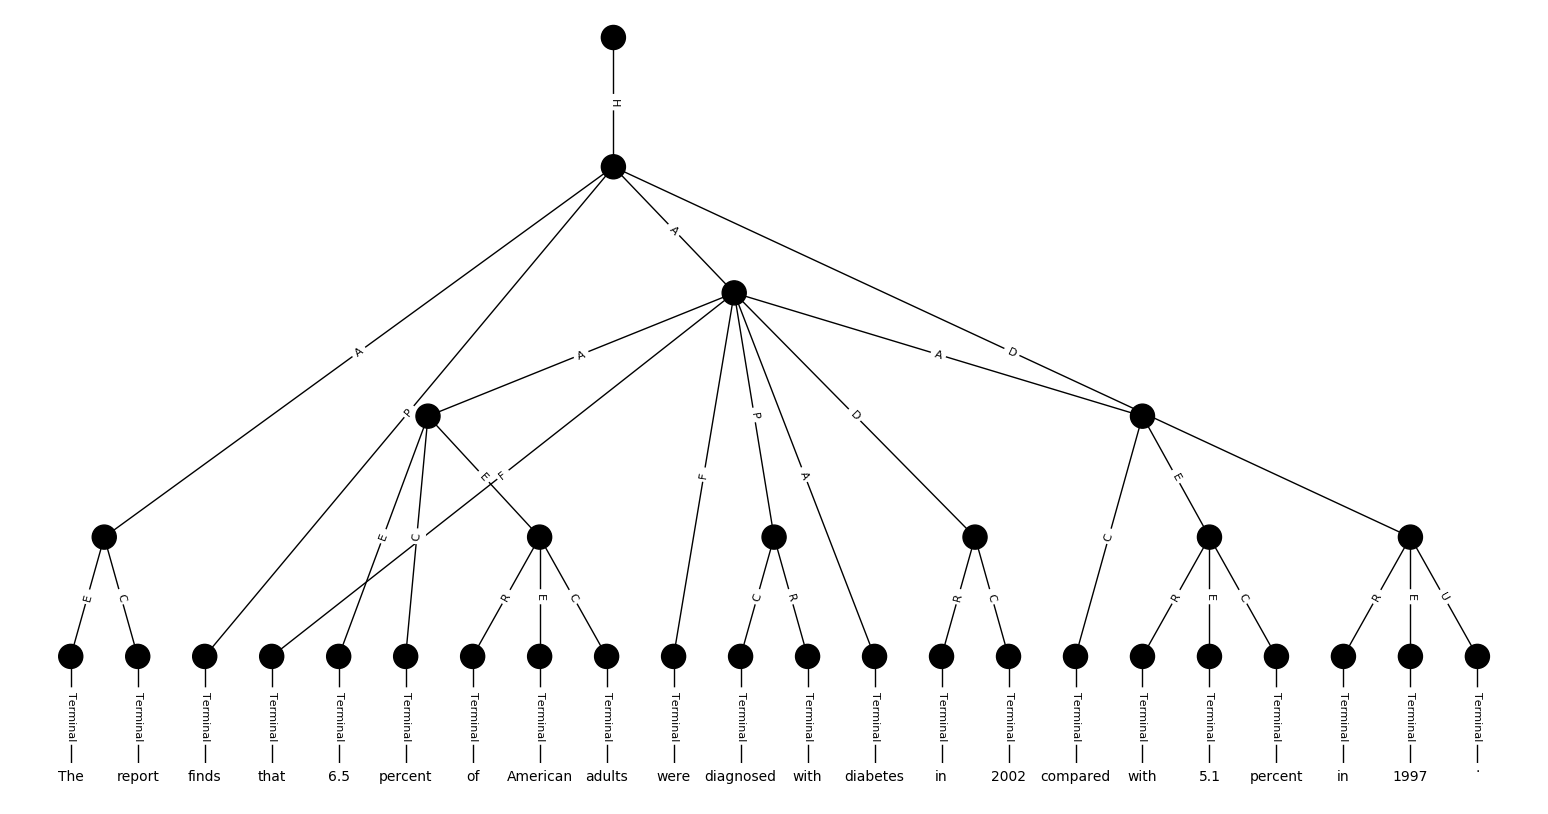 H
A
A
D
A
A
P
P
D
E
F
F
A
E
E
C
C
E
C
R
E
C
C
R
R
C
R
E
C
R
E
U
Terminal Terminal Terminal Terminal Terminal Terminal Terminal Terminal Terminal Terminal Terminal Terminal Terminal Terminal Terminal Terminal Terminal Terminal Terminal Terminal Terminal Terminal
The report finds that 6.5 percent of American adults were diagnosed with diabetes in 2002 compared with 5.1 percent in 1997 .